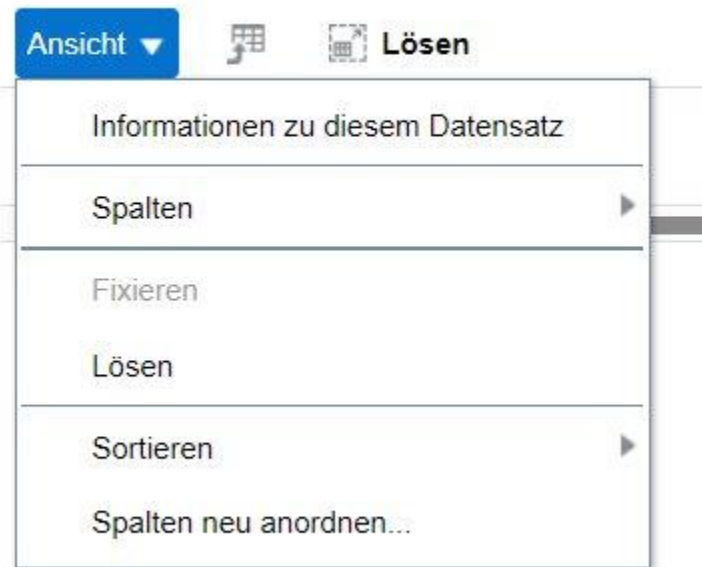 Ansicht
Lösen
Informationen zu diesem Datensatz
Spalten
Fixieren
Lösen
Sortieren
Spalten neu anordnen...